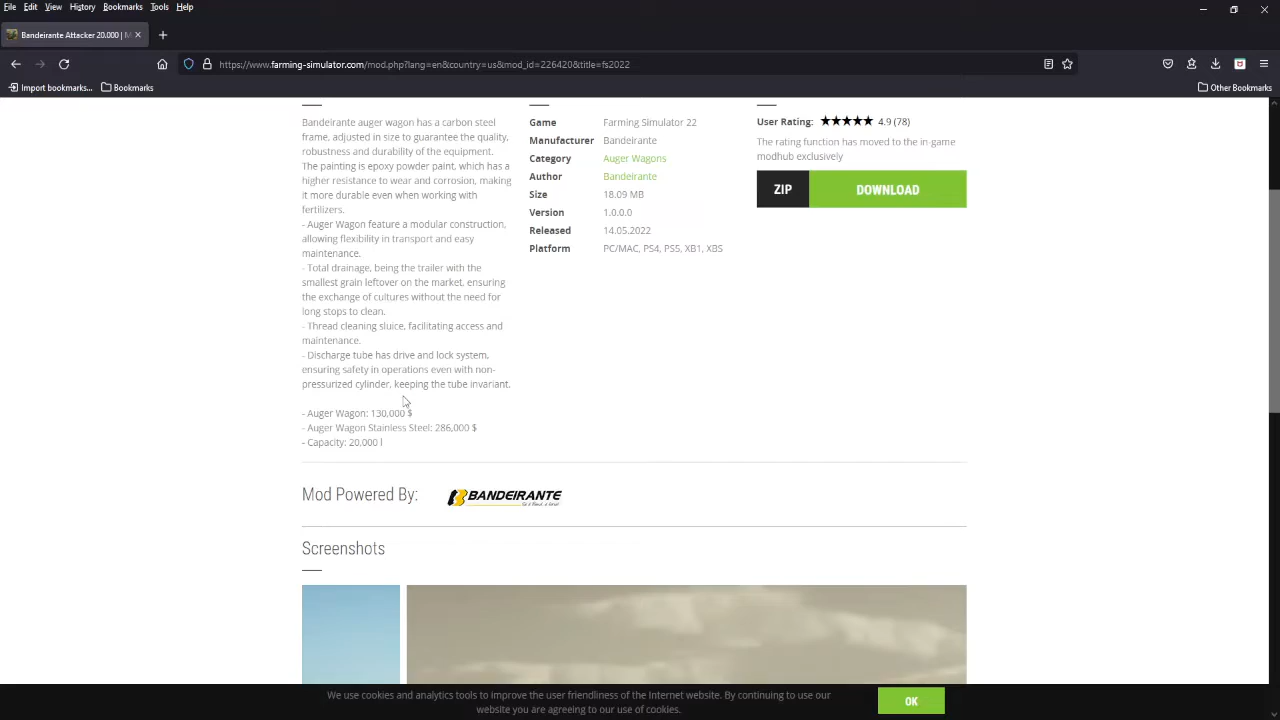 File Edit View History Bookmarks Tools Help
Bandeirante Attacker 20.000 | M
https://www.farming-simulator.com/mod.php?lang=en&country=us&mod_id=226420&title=fs2022
Import bookmarks... Bookmarks Other Bookmarks
Bandeirante auger wagon has a carbon steel
frame, adjusted in size to guarantee the quality,
robustness and durability of the equipment.
The painting is epoxy powder paint, which has a
higher resistance to wear and corrosion, making
it more durable even when working with
fertilizers.
- Auger Wagon feature a modular construction,
allowing flexibility in transport and easy
maintenance.
- Total drainage, being the trailer with the
smallest grain leftover on the market, ensuring
the exchange of cultures without the need for
long stops to clean.
- Thread cleaning sluice, facilitating access and
maintenance.
- Discharge tube has drive and lock system,
ensuring safety in operations even with non-
pressurized cylinder, keeping the tube invariant.
- Auger Wagon: 130,000 $
- Auger Wagon Stainless Steel: 286,000 $
- Capacity: 20,000 l
Game Farming Simulator 22
Manufacturer Bandeirante
Category Auger Wagons
Author Bandeirante
Size 18.09 MB
Version 1.0.0.0
Released 14.05.2022
Platform PC/MAC, PS4, PS5, XB1, XBS
User Rating: 4.9 (78)
The rating function has moved to the in-game
modhub exclusively
ZIP DOWNLOAD
Mod Powered By: BANDEIRANTE
Screenshots
We use cookies and analytics tools to improve the user friendliness of the Internet website. By continuing to use our
website you are agreeing to our use of cookies.
OK